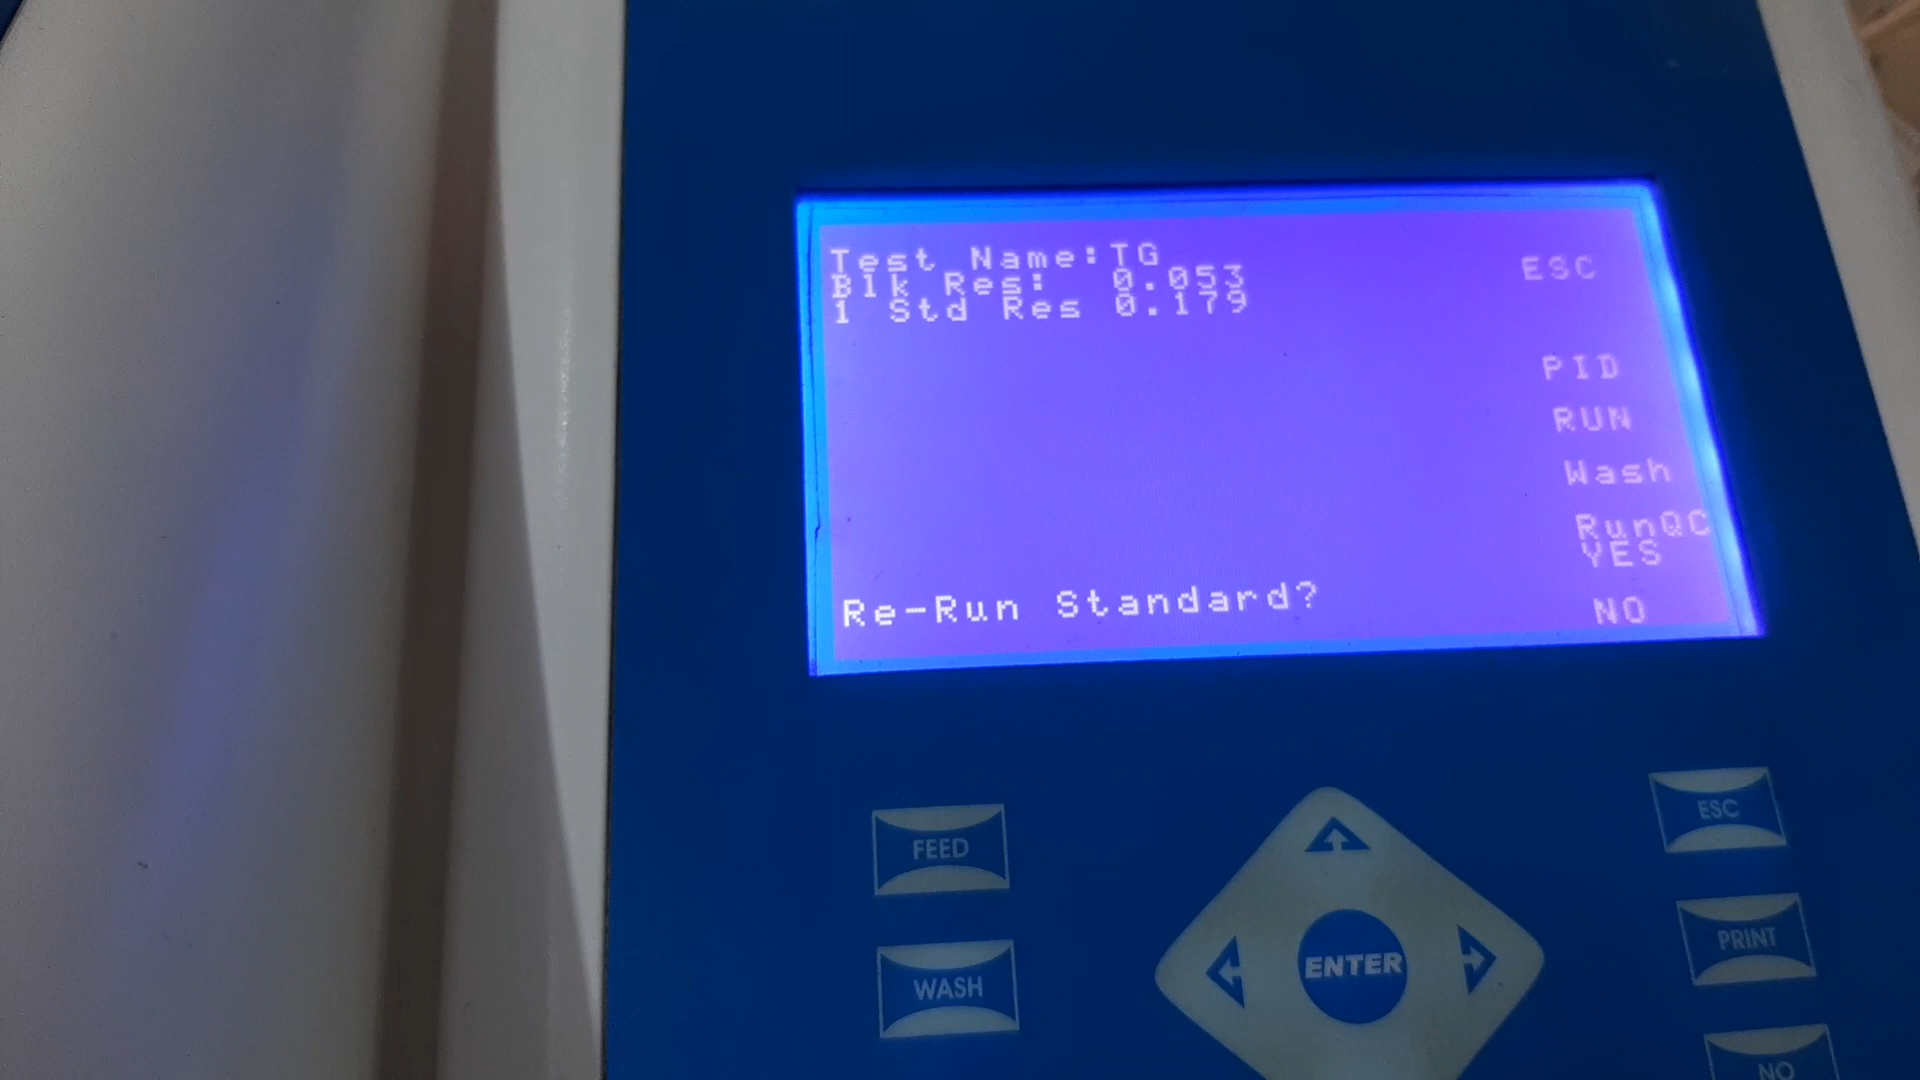 Test Name:TG
Blk Res: 0.053
1 Std Res 0.179
ESC
PID
RUN
Wash
RunQC
YES
Re-Run Standard?
NO
FEED
ESC
ENTER
PRINT
WASH
NO